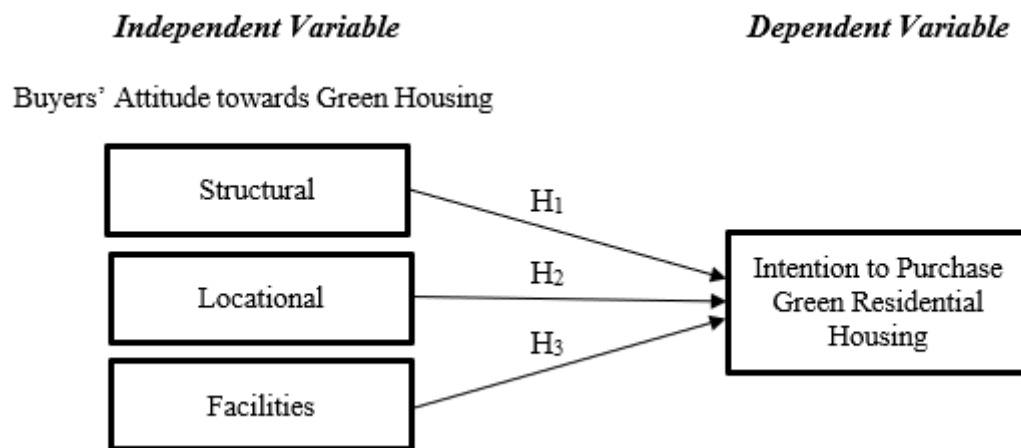 Independent Variable
Dependent Variable
Buyers’ Attitude towards Green Housing
Structural
H1
Locational
H2
Intention to Purchase
Green Residential
Housing
Facilities
H3